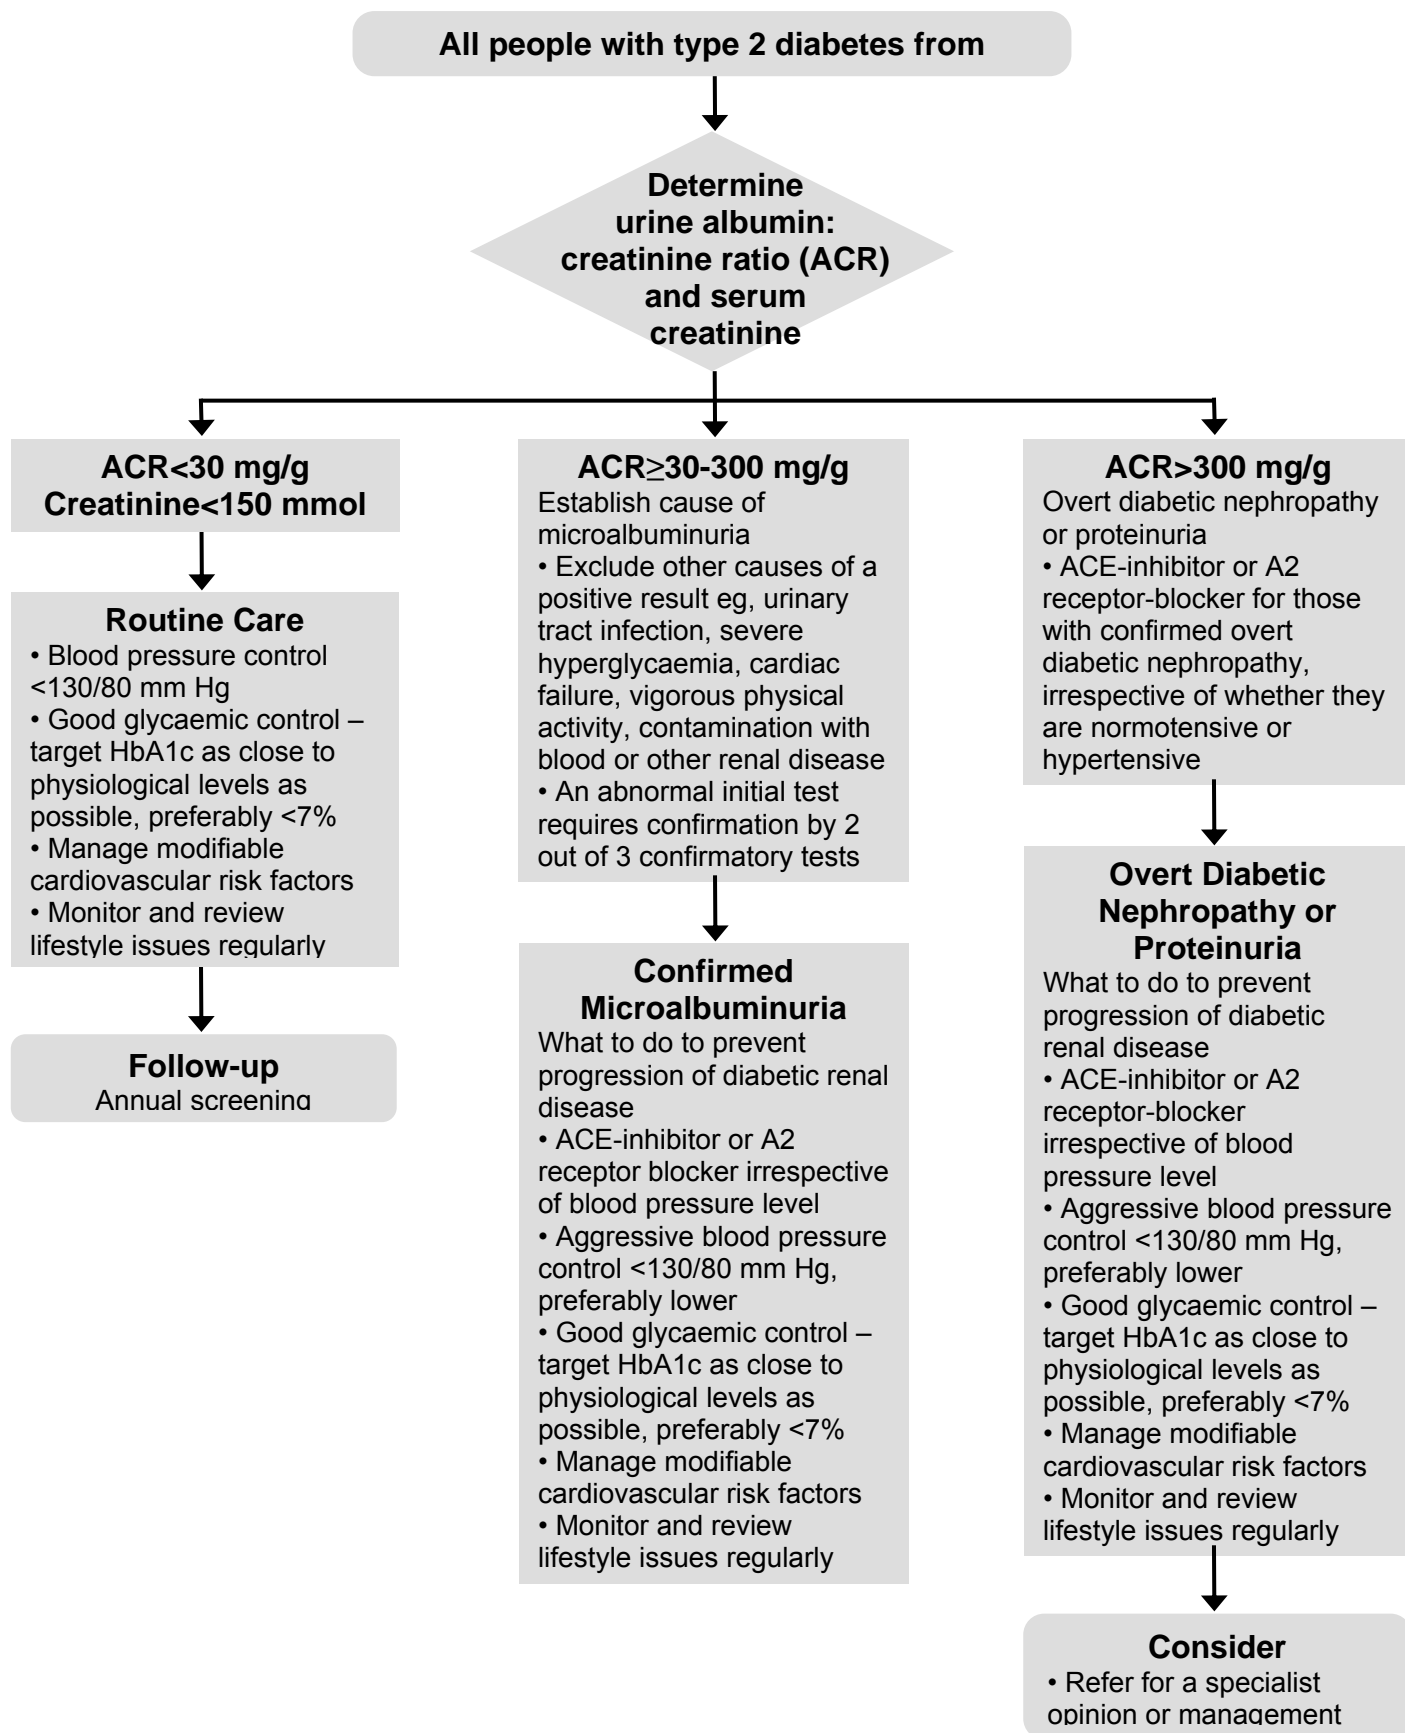 All people with type 2 diabetes from
Determine
urine albumin:
creatinine ratio (ACR)
and serum
creatinine
ACR<30 mg/g
Creatinine<150 mmol
Routine Care
• Blood pressure control
<130/80 mm Hg
• Good glycaemic control –
target HbA1c as close to
physiological levels as
possible, preferably <7%
• Manage modifiable
cardiovascular risk factors
• Monitor and review
lifestyle issues regularly
Follow-up
Annual screening
ACR≥30-300 mg/g
Establish cause of
microalbuminuria
• Exclude other causes of a
positive result eg, urinary
tract infection, severe
hyperglycaemia, cardiac
failure, vigorous physical
activity, contamination with
blood or other renal disease
• An abnormal initial test
requires confirmation by 2
out of 3 confirmatory tests
Confirmed
Microalbuminuria
What to do to prevent
progression of diabetic renal
disease
• ACE-inhibitor or A2
receptor blocker irrespective
of blood pressure level
• Aggressive blood pressure
control <130/80 mm Hg,
preferably lower
• Good glycaemic control –
target HbA1c as close to
physiological levels as
possible, preferably <7%
• Manage modifiable
cardiovascular risk factors
• Monitor and review
lifestyle issues regularly
ACR>300 mg/g
Overt diabetic nephropathy
or proteinuria
• ACE-inhibitor or A2
receptor-blocker for those
with confirmed overt
diabetic nephropathy,
irrespective of whether they
are normotensive or
hypertensive
Overt Diabetic
Nephropathy or
Proteinuria
What to do to prevent
progression of diabetic
renal disease
• ACE-inhibitor or A2
receptor-blocker
irrespective of blood
pressure level
• Aggressive blood pressure
control <130/80 mm Hg,
preferably lower
• Good glycaemic control –
target HbA1c as close to
physiological levels as
possible, preferably <7%
• Manage modifiable
cardiovascular risk factors
• Monitor and review
lifestyle issues regularly
Consider
• Refer for a specialist
opinion or management